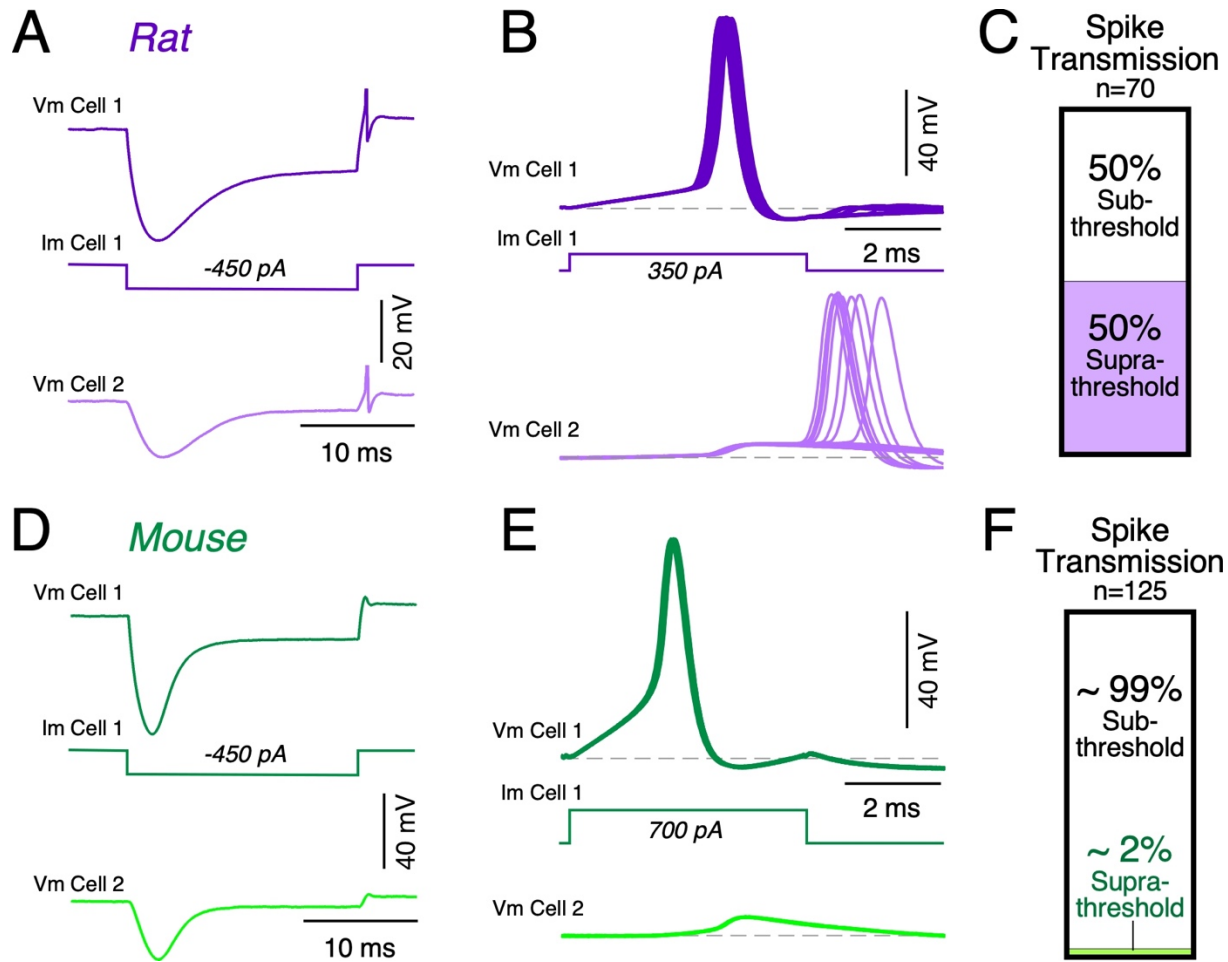 A
Rat
Vm Cell 1
Im Cell 1
-450 pA
20 mV
Vm Cell 2
10 ms
B
40 mV
Vm Cell 1
2 ms
Im Cell 1
350 pA
Vm Cell 2
C
Spike
Transmission
n=70
50%
Sub-
threshold
50%
Supra-
threshold
D
Mouse
Vm Cell 1
Im Cell 1
-450 pA
40 mV
Vm Cell 2
10 ms
E
40 mV
Vm Cell 1
2 ms
Im Cell 1
700 pA
Vm Cell 2
F
Spike
Transmission
n=125
~ 99%
Sub-
threshold
~ 2%
Supra-
threshold